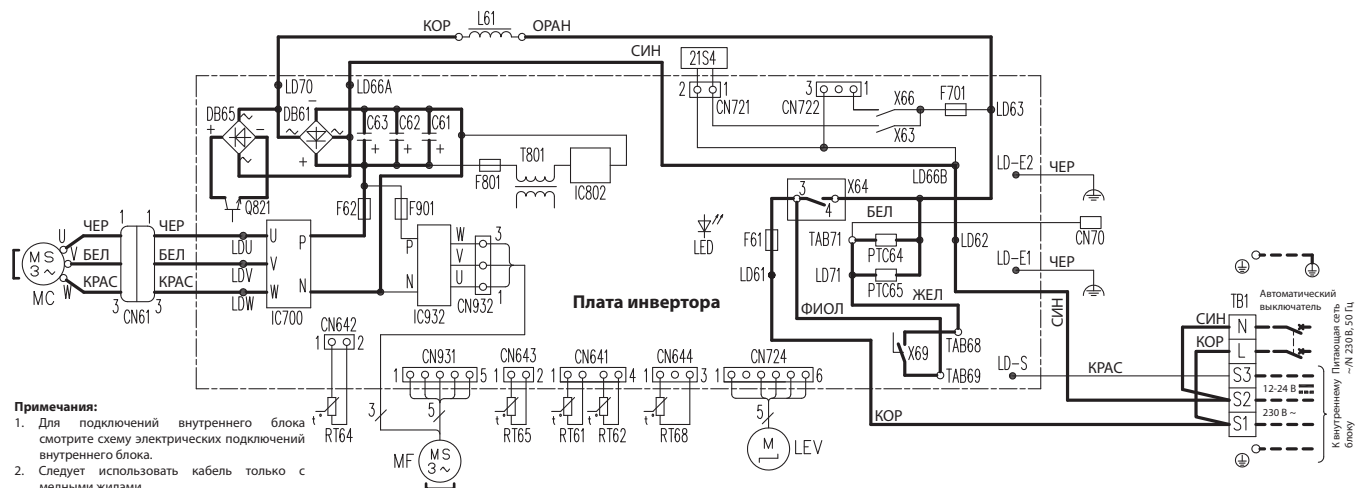 КОР
L61
ОРАН
СИН
21S4
LD70
LD66A
2
1
CN721
3
1
CN722
X66
F701
X63
LD63
DB65
DB61
C63
C62
C61
+
−
~
~
−
~
~
+
+
+
+
F801
T801
IC802
LD66B
LD-E2
ЧЕР
Q821
F62
F901
3
X64
4
БЕЛ
CN70
ЧЕР
1
1
ЧЕР
U
LDU
U
P
БЕЛ
БЕЛ
V
LDV
V
КРАС
КРАС
W
LDW
W
N
MS
3~
MC
3
3
CN61
IC700
P
N
IC932
W
V
U
3
1
CN932
LED
F61
LD61
TAB71
PTC64
LD62
LD71
PTC65
LD-E1
ЧЕР
Плата инвертора
ФИОЛ
ЖЕЛ
СИН
X69
TAB68
TAB69
LD-S
КРАС
TB1
Автоматический
выключатель
СИН
N
КОР
L
S3
12-24 В
S2
230 В ~
S1
Питающая сеть
~/N 230 В, 50 Гц
К внутреннему
блоку
CN642
1
2
t°
RT64
3
CN931
1
5
5
MF
MS
3~
CN643
1
2
t°
RT65
CN641
1
4
t°
RT61
t°
RT62
CN644
1
3
t°
RT68
CN724
1
6
5
M
LEV
КОР
Примечания:
1. Для подключений внутреннего блока
смотрите схему электрических подключений
внутреннего блока.
2. Следует использовать кабель только с
медными жилами.